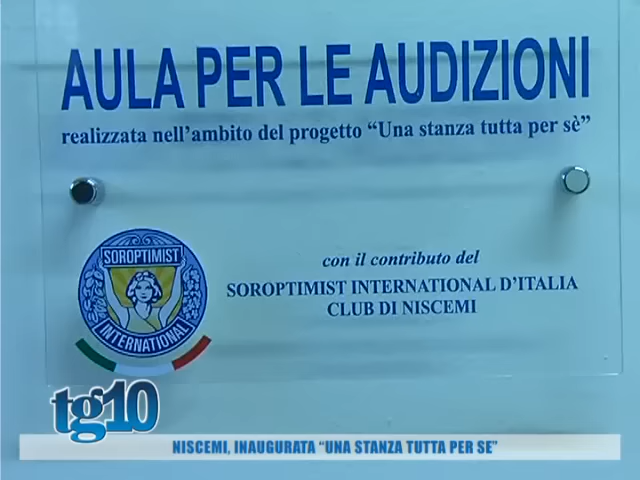 AULA PER LE AUDIZIONI
realizzata nell'ambito del progetto "Una stanza tutta per sè"
SOROPTIMIST
INTERNATIONAL
con il contributo del
SOROPTIMIST INTERNATIONAL D'ITALIA
CLUB DI NISCEMI
tg10
NISCEMI, INAUGURATA "UNA STANZA TUTTA PER SE"